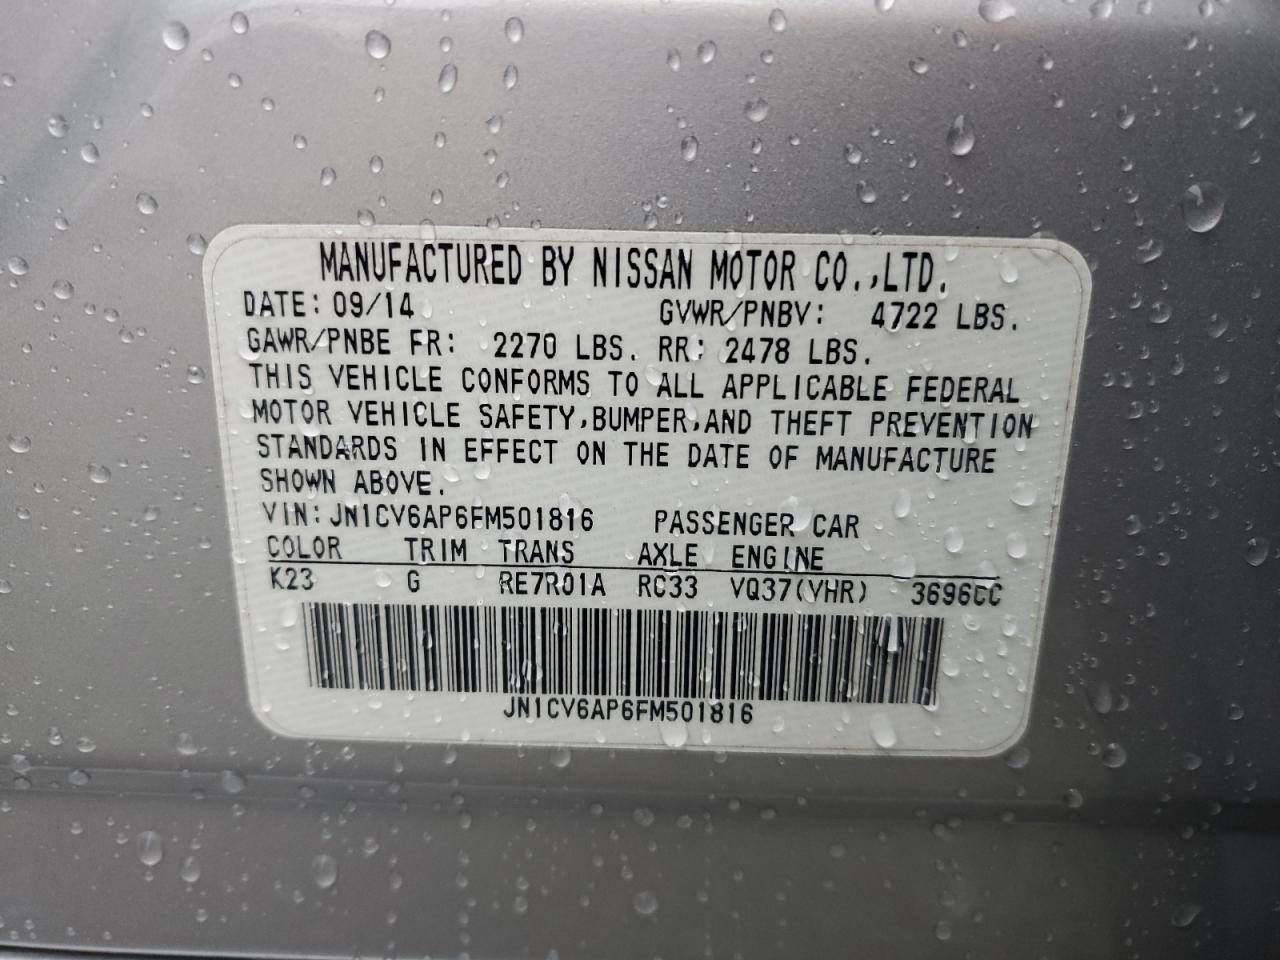 MANUFACTURED BY NISSAN MOTOR CO.,LTD.
DATE: 09/14 GVWR/PNBV: 4722 LBS.
GAWR/PNBE FR: 2270 LBS. RR: 2478 LBS.
THIS VEHICLE CONFORMS TO ALL APPLICABLE FEDERAL
MOTOR VEHICLE SAFETY,BUMPER,AND THEFT PREVENTION
STANDARDS IN EFFECT ON THE DATE OF MANUFACTURE
SHOWN ABOVE.
VIN: JN1CV6AP6FM501816 PASSENGER CAR
COLOR TRIM TRANS AXLE ENGINE
K23 G RE7R01A RC33 VQ37(VHR) 3696CC
JN1CV6AP6FM501816